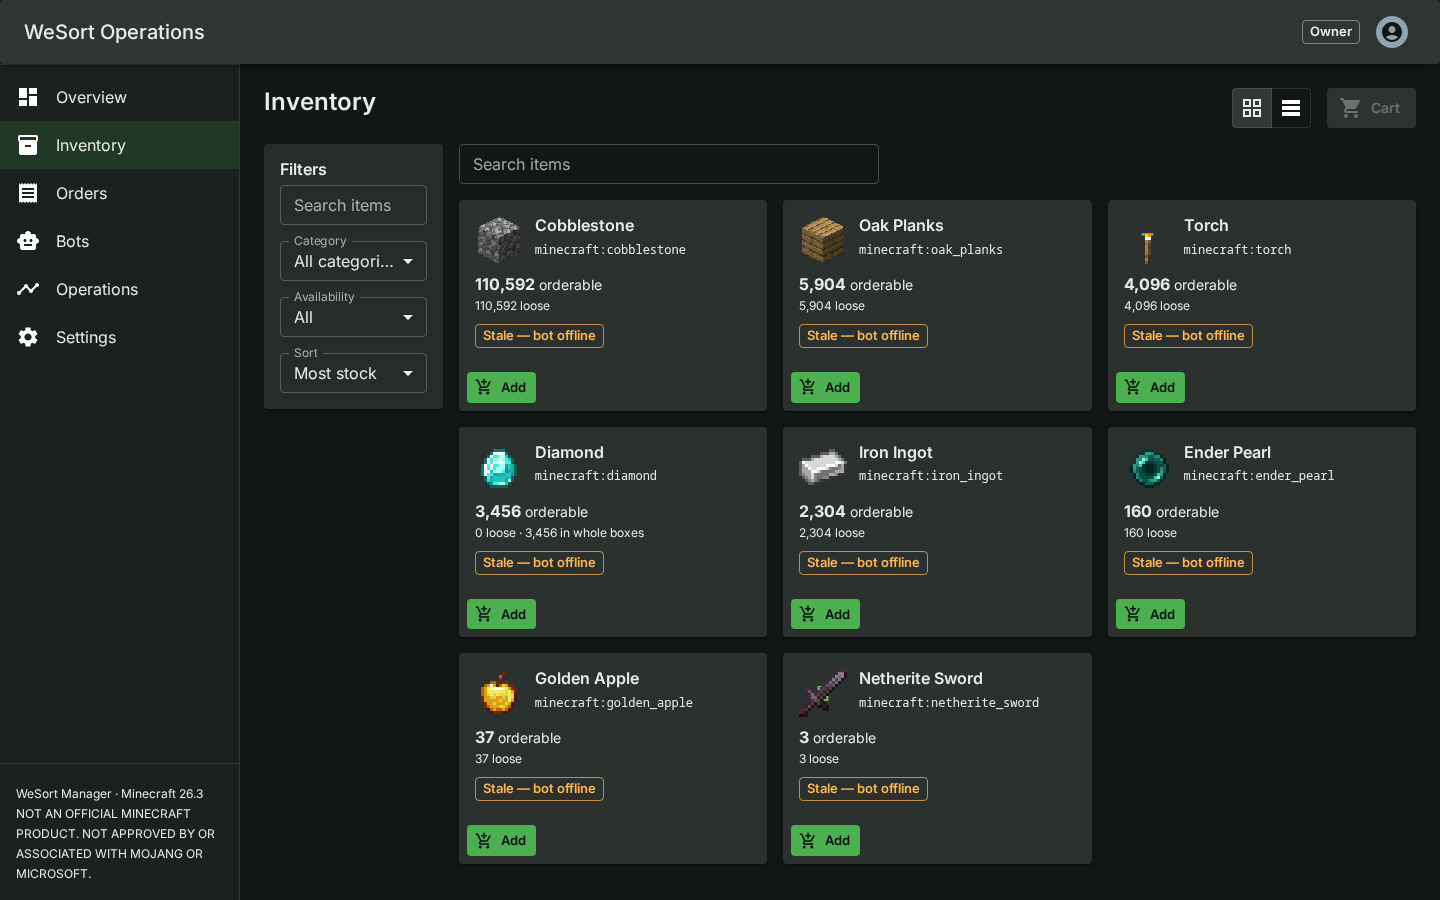 WeSort Operations
Owner
Overview
Inventory
Orders
Bots
Operations
Settings
WeSort Manager · Minecraft 26.3
NOT AN OFFICIAL MINECRAFT
PRODUCT. NOT APPROVED BY OR
ASSOCIATED WITH MOJANG OR
MICROSOFT.
Inventory
Cart
Filters
Search items
Category
All categori...
Availability
All
Sort
Most stock
Search items
Cobblestone
minecraft:cobblestone
110,592 orderable
110,592 loose
Stale — bot offline
Add
Oak Planks
minecraft:oak_planks
5,904 orderable
5,904 loose
Stale — bot offline
Add
Torch
minecraft:torch
4,096 orderable
4,096 loose
Stale — bot offline
Add
Diamond
minecraft:diamond
3,456 orderable
0 loose · 3,456 in whole boxes
Stale — bot offline
Add
Iron Ingot
minecraft:iron_ingot
2,304 orderable
2,304 loose
Stale — bot offline
Add
Ender Pearl
minecraft:ender_pearl
160 orderable
160 loose
Stale — bot offline
Add
Golden Apple
minecraft:golden_apple
37 orderable
37 loose
Stale — bot offline
Add
Netherite Sword
minecraft:netherite_sword
3 orderable
3 loose
Stale — bot offline
Add